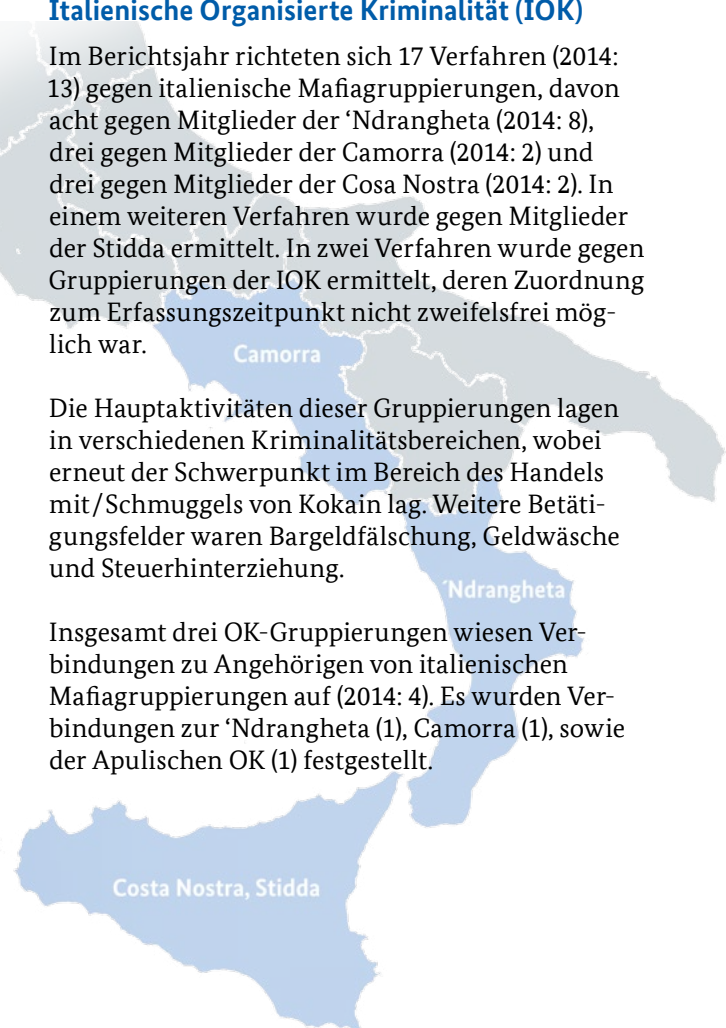 Italienische Organisierte Kriminalität (IOK)
Im Berichtsjahr richteten sich 17 Verfahren (2014:
13) gegen italienische Mafiagruppierungen, davon
acht gegen Mitglieder der ‘Ndrangheta (2014: 8),
drei gegen Mitglieder der Camorra (2014: 2) und
drei gegen Mitglieder der Cosa Nostra (2014: 2). In
einem weiteren Verfahren wurde gegen Mitglieder
der Stidda ermittelt. In zwei Verfahren wurde gegen
Gruppierungen der IOK ermittelt, deren Zuordnung
zum Erfassungszeitpunkt nicht zweifelsfrei mög-
lich war.
Camorra
Die Hauptaktivitäten dieser Gruppierungen lagen
in verschiedenen Kriminalitätsbereichen, wobei
erneut der Schwerpunkt im Bereich des Handels
mit/Schmuggels von Kokain lag. Weitere Betäti-
gungsfelder waren Bargeldfälschung, Geldwäsche
und Steuerhinterziehung.
´Ndrangheta
Insgesamt drei OK-Gruppierungen wiesen Ver-
bindungen zu Angehörigen von italienischen
Mafiagruppierungen auf (2014: 4). Es wurden Ver-
bindungen zur ‘Ndrangheta (1), Camorra (1), sowie
der Apulischen OK (1) festgestellt.
Costa Nostra, Stidda